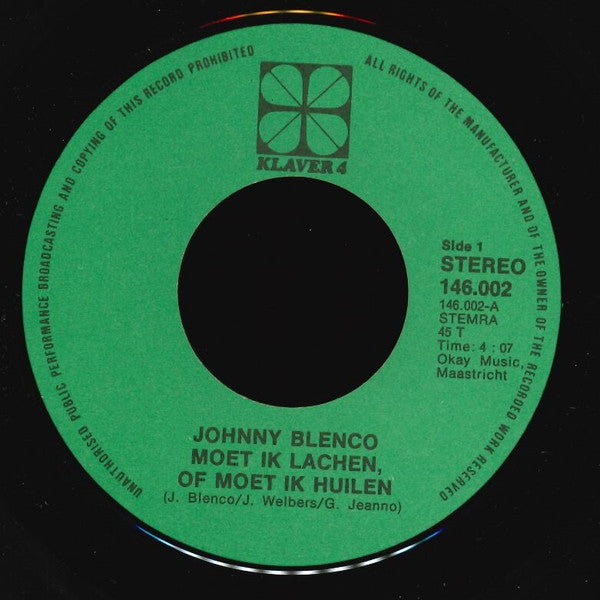 UNAUTHORISED PUBLIC PERFORMANCE BROADCASTING AND COPYING OF THIS RECORD PROHIBITED
ALL RIGHTS OF THE MANUFACTURER AND OF THE OWNER OF THE RECORDED WORK RESERVED
KLAVER 4
Side 1
STEREO
146.002
146.002-A
STEMRA
45 T
Time: 4 : 07
Okay Music,
Maastricht
JOHNNY BLENCO
MOET IK LACHEN,
OF MOET IK HUILEN
(J. Blenco/J. Welbers/G. Jeanno)